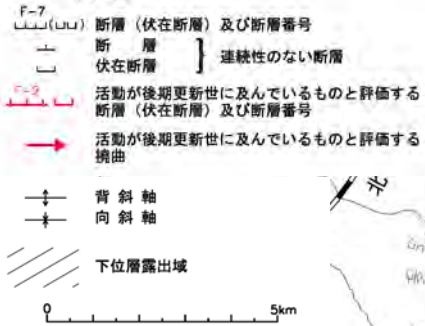 F-7
断層（伏在断層）及び断層番号
断　層
伏在断層
連続性のない断層
F-9
活動が後期更新世に及んでいるものと評価する
断層（伏在断層）及び断層番号
活動が後期更新世に及んでいるものと評価する
撓曲
背 斜 軸
向 斜 軸
下位層露出域
0
5km
北